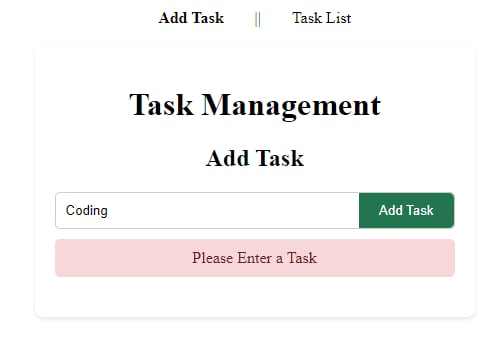 Add Task || Task List
Task Management
Add Task
Coding Add Task
Please Enter a Task